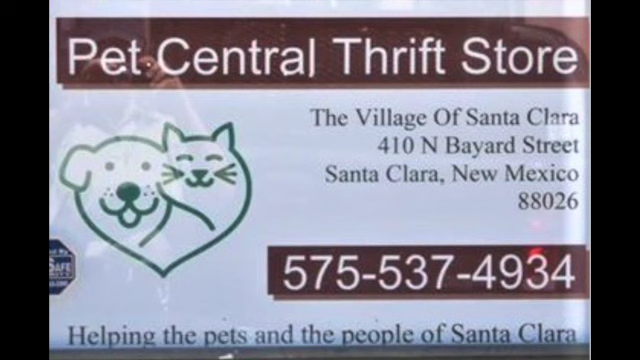 Pet Central Thrift Store
The Village Of Santa Clara
410 N Bayard Street
Santa Clara, New Mexico
88026
575-537-4934
Helping the pets and the people of Santa Clara